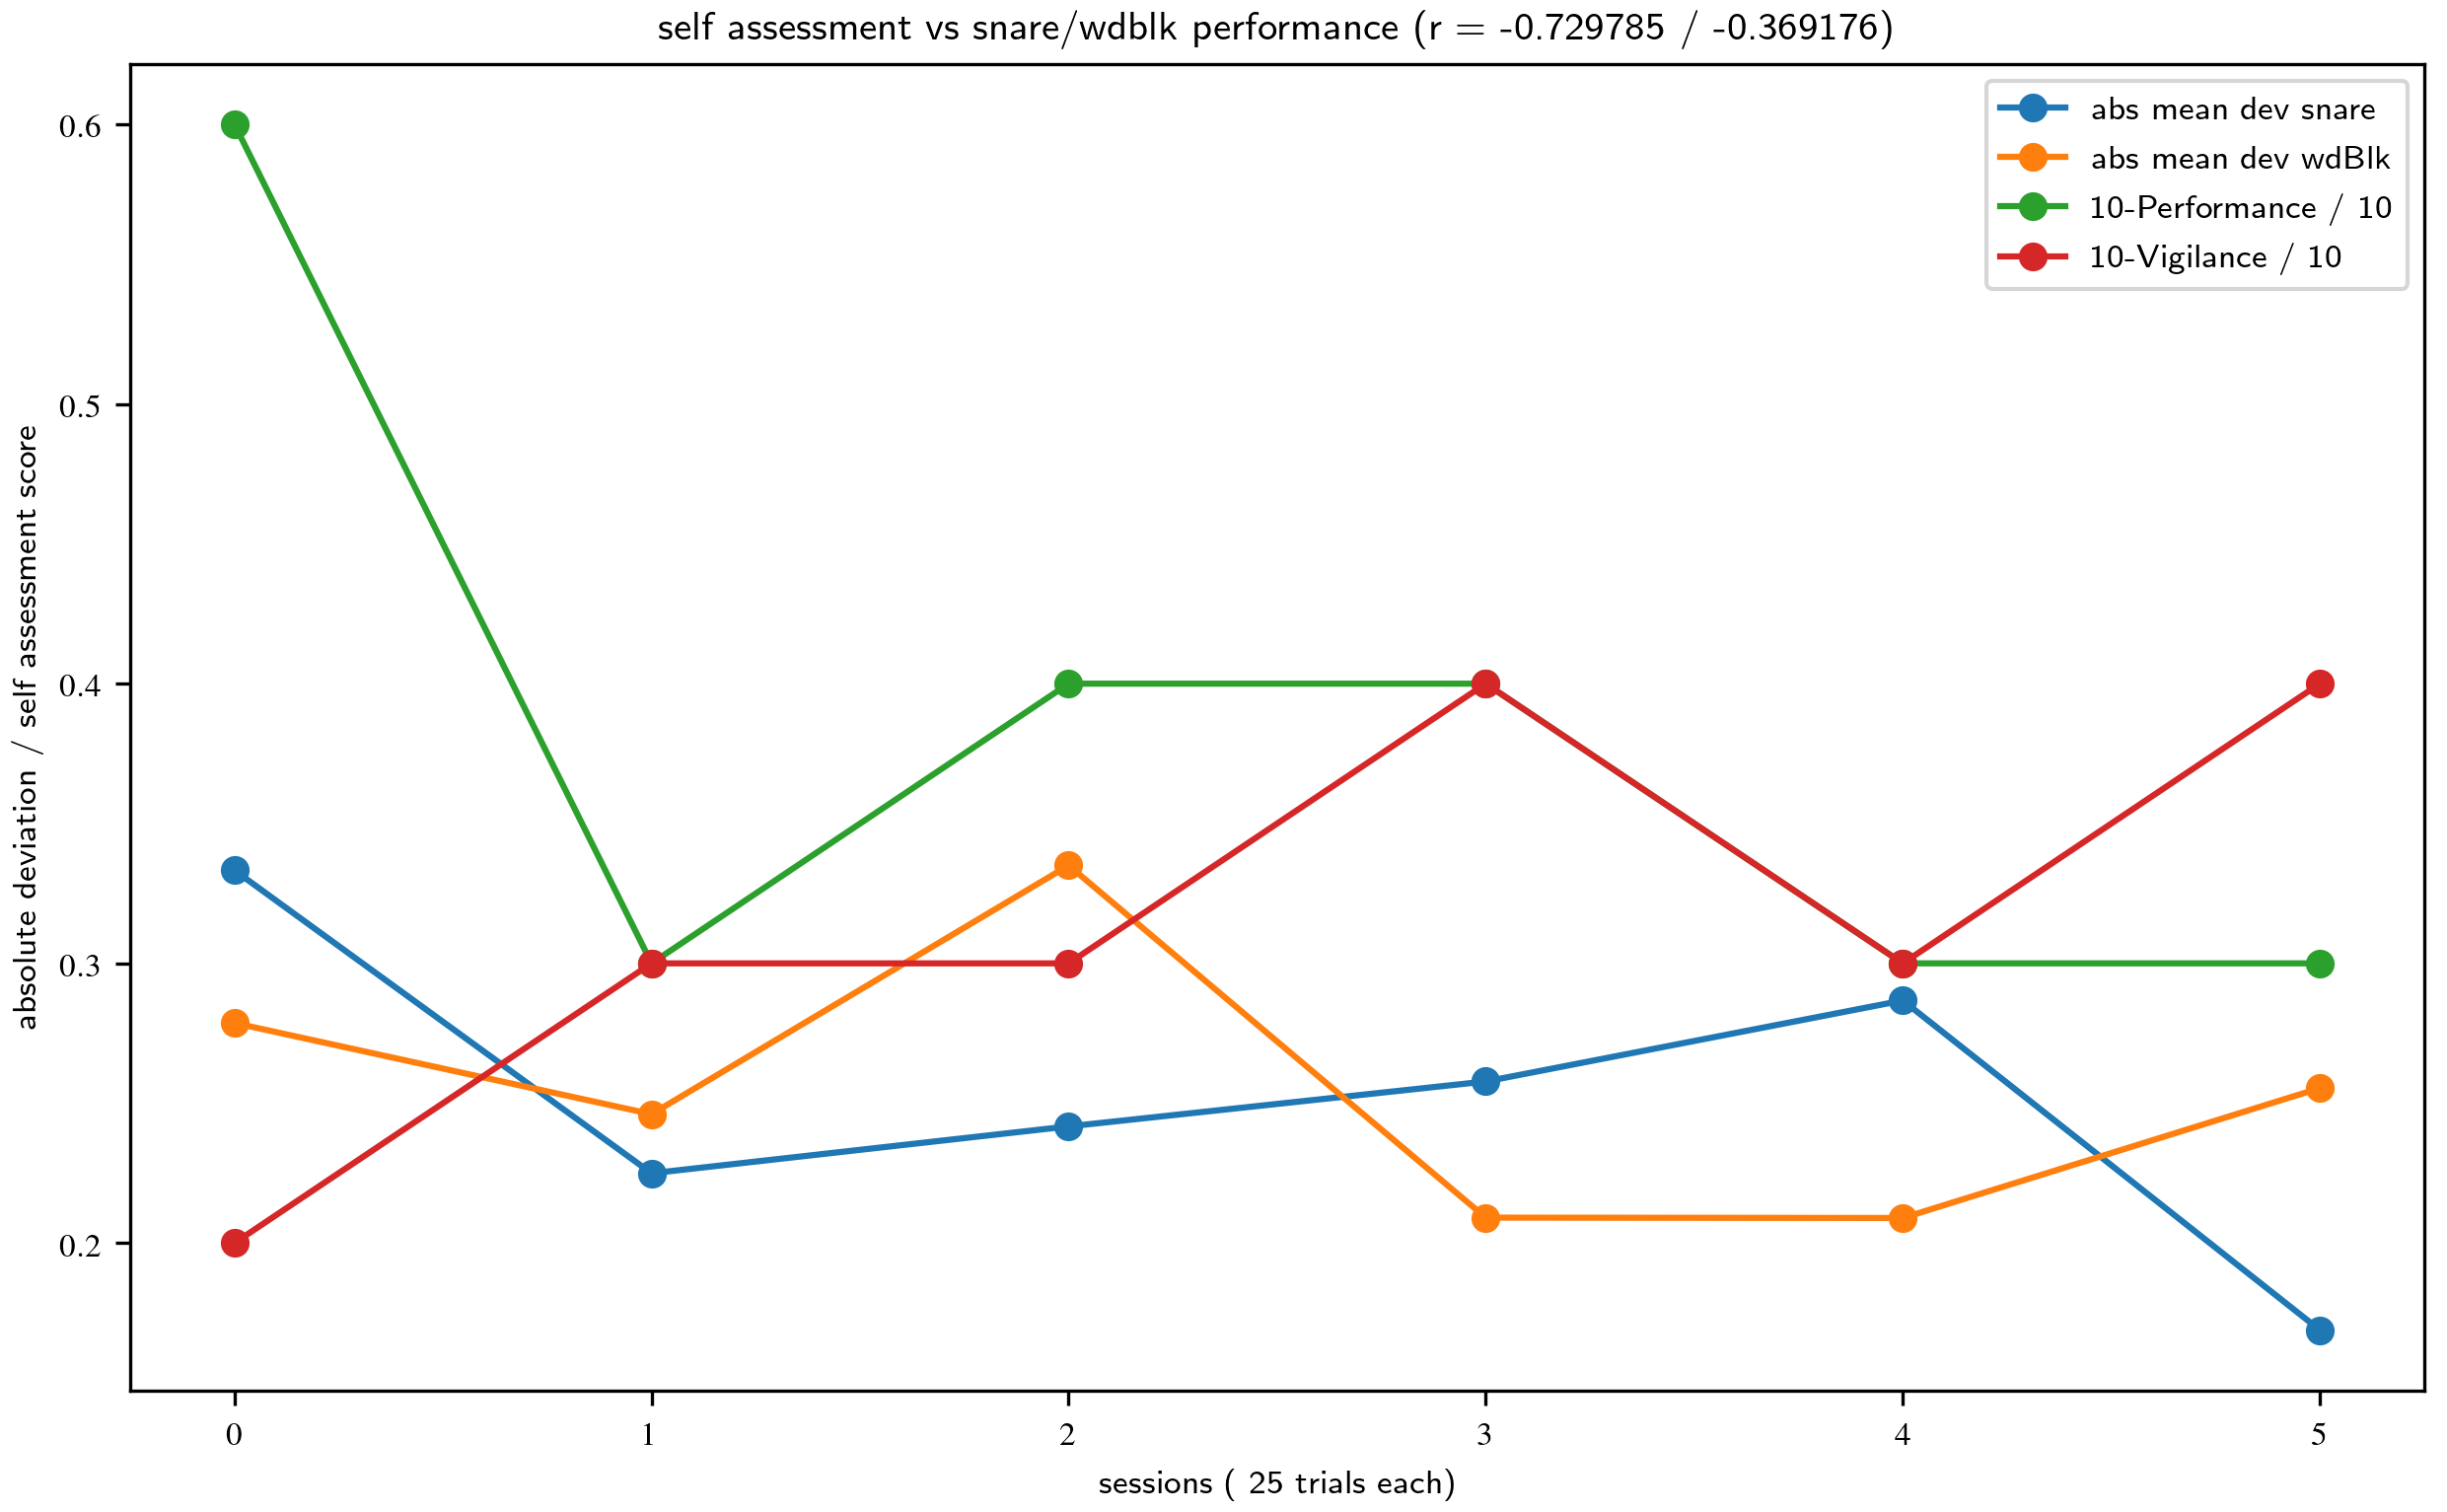 self assessment vs snare/wdblk performance (r = -0.729785 / -0.369176)
abs mean dev snare
abs mean dev wdBlk
10-Performance / 10
10-Vigilance / 10
absolute deviation / self assessment score
0.6
0.5
0.4
0.3
0.2
0 1 2 3 4 5
sessions ( 25 trials each)